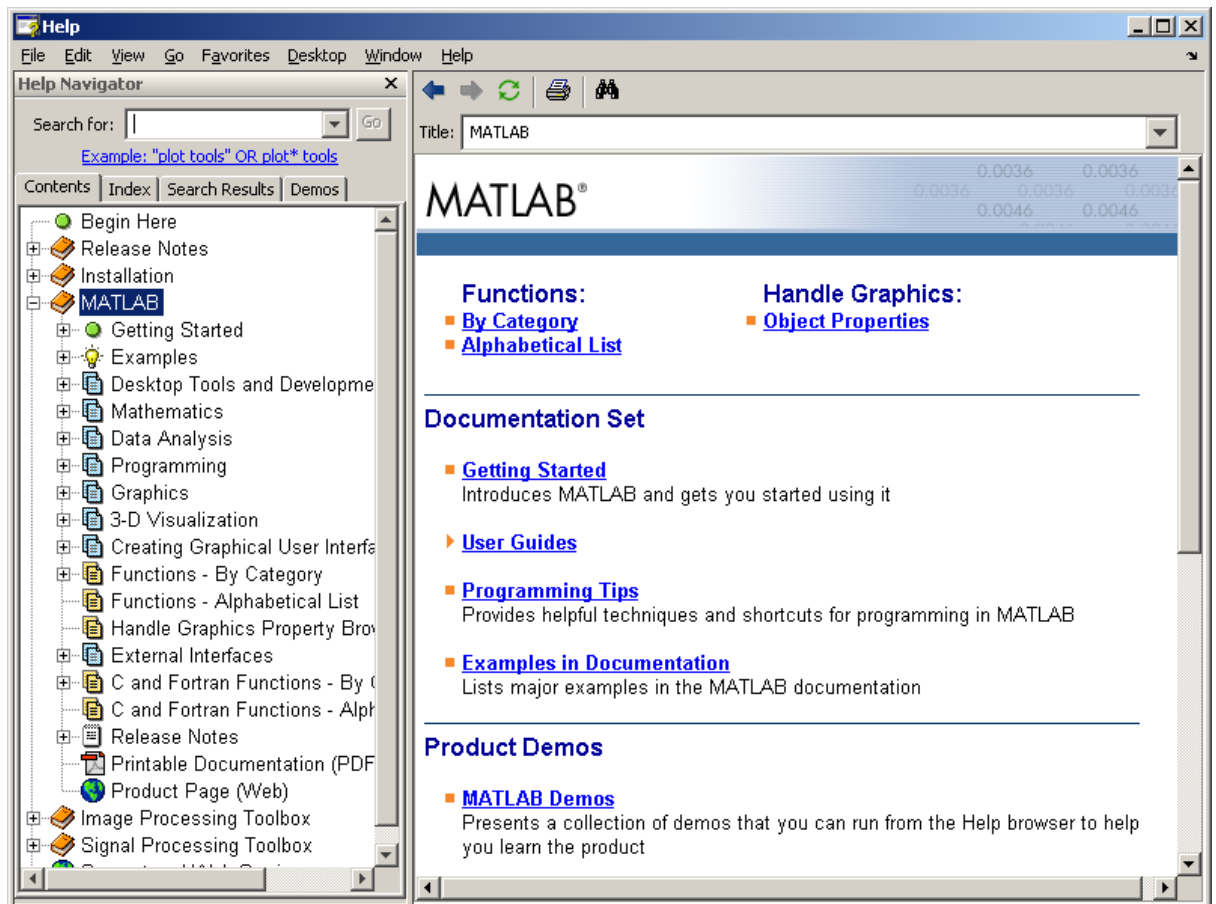 Help
File Edit View Go Favorites Desktop Window Help
Help Navigator
Search for:
Go
Example: "plot tools" OR plot* tools
Contents Index Search Results Demos
Begin Here
Release Notes
Installation
MATLAB
Getting Started
Examples
Desktop Tools and Developme
Mathematics
Data Analysis
Programming
Graphics
3-D Visualization
Creating Graphical User Interfa
Functions - By Category
Functions - Alphabetical List
Handle Graphics Property Brow
External Interfaces
C and Fortran Functions - By C
C and Fortran Functions - Alph
Release Notes
Printable Documentation (PDF
Product Page (Web)
Image Processing Toolbox
Signal Processing Toolbox
Title: MATLAB
MATLAB®
0.0036 0.0036
0.0036 0.0036 0.0036
0.0046 0.0046
Functions:
By Category
Alphabetical List
Handle Graphics:
Object Properties
Documentation Set
Getting Started
Introduces MATLAB and gets you started using it
User Guides
Programming Tips
Provides helpful techniques and shortcuts for programming in MATLAB
Examples in Documentation
Lists major examples in the MATLAB documentation
Product Demos
MATLAB Demos
Presents a collection of demos that you can run from the Help browser to help
you learn the product